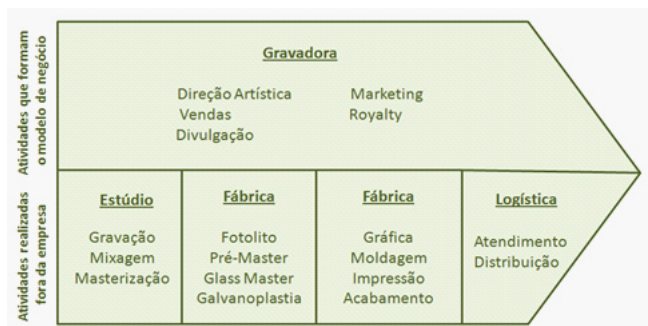 Atividades que formam
o modelo de negócio
Gravadora
Direção Artística
Vendas
Divulgação
Marketing
Royalty
Atividades realizadas
fora da empresa
Estúdio
Gravação
Mixagem
Masterização
Fábrica
Fotolito
Pré-Master
Glass Master
Galvanoplastia
Fábrica
Gráfica
Moldagem
Impressão
Acabamento
Logística
Atendimento
Distribuição